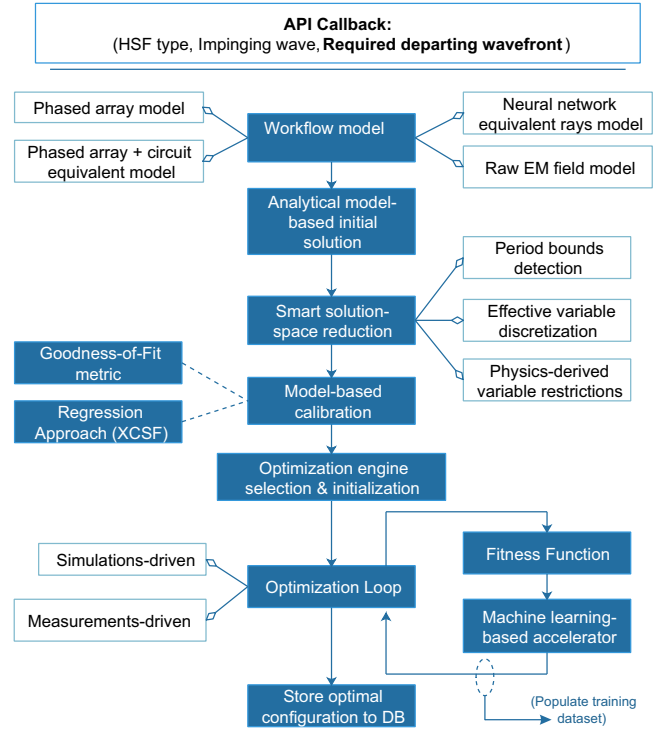 API Callback:
(HSF type, Impinging wave, Required departing wavefront)
Phased array model
Phased array + circuit
equivalent model
Workflow model
Neural network
equivalent rays model
Raw EM field model
Analytical model-
based initial
solution
Smart solution-
space reduction
Period bounds
detection
Effective variable
discretization
Physics-derived
variable restrictions
Goodness-of-Fit
metric
Regression
Approach (XCSF)
Model-based
calibration
Optimization engine
selection & initialization
Simulations-driven
Measurements-driven
Optimization Loop
Fitness Function
Machine learning-
based accelerator
(Populate training
dataset)
Store optimal
configuration to DB